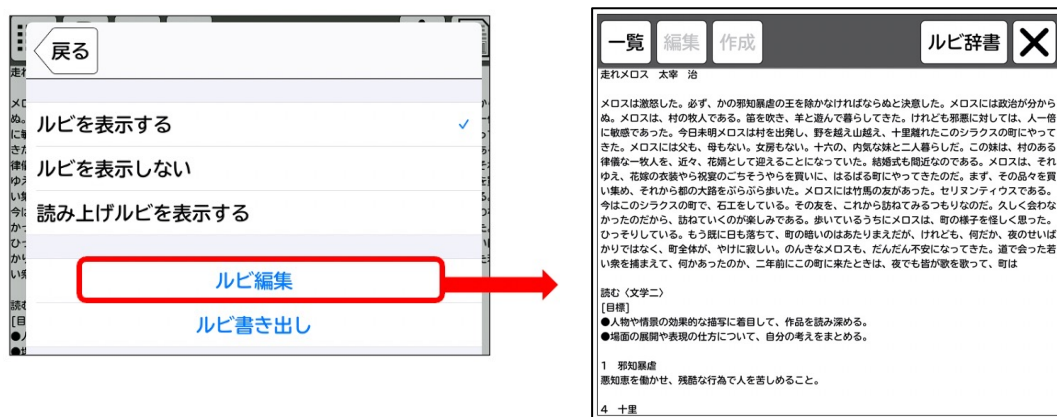 戻る
ルビを表示する
ルビを表示しない
読み上げルビを表示する
ルビ編集
ルビ書き出し
一覧 編集 作成 ルビ辞書
走れメロス 太宰 治
メロスは激怒した。必ず、かの邪知暴虐の王を除かなければならぬと決意した。メロスには政治が分から
ぬ。メロスは、村の牧人である。笛を吹き、羊と遊んで暮らしてきた。けれども邪悪に対しては、人一倍
に敏感であった。今日未明メロスは村を出発し、野を越え山越え、十里離れたこのシラクスの町にやって
きた。メロスには父も、母もない。女房もない。十六の、内気な妹と二人暮らしだ。この妹は、村のある
律儀な一牧人を、近々、花婿として迎えることになっていた。結婚式も間近なのである。メロスは、それ
ゆえ、花嫁の衣装やら祝宴のごちそうやらを買いに、はるばる町にやってきたのだ。まず、その品々を買
い集め、それから都の大路をぶらぶら歩いた。メロスには竹馬の友があった。セリヌンティウスである。
今はこのシラクスの町で、石工をしている。その友を、これから訪ねてみるつもりなのだ。久しく会わな
かったのだから、訪ねていくのが楽しみである。歩いているうちにメロスは、町の様子を怪しく思った。
ひっそりしている。もう既に日も落ちて、町の暗いのはあたりまえだが、けれども、何だか、夜のせいば
かりではなく、町全体が、やけに寂しい。のんきなメロスも、だんだん不安になってきた。道で会った若
い衆を捕まえて、何かあったのか、二年前にこの町に来たときは、夜でも皆が歌を歌って、町は
読む〈文学二〉
[目標]
●人物や情景の効果的な描写に着目して、作品を読み深める。
●場面の展開や表現の仕方について、自分の考えをまとめる。
1 邪知暴虐
悪知恵を働かせ、残酷な行為で人を苦しめること。
4 十里